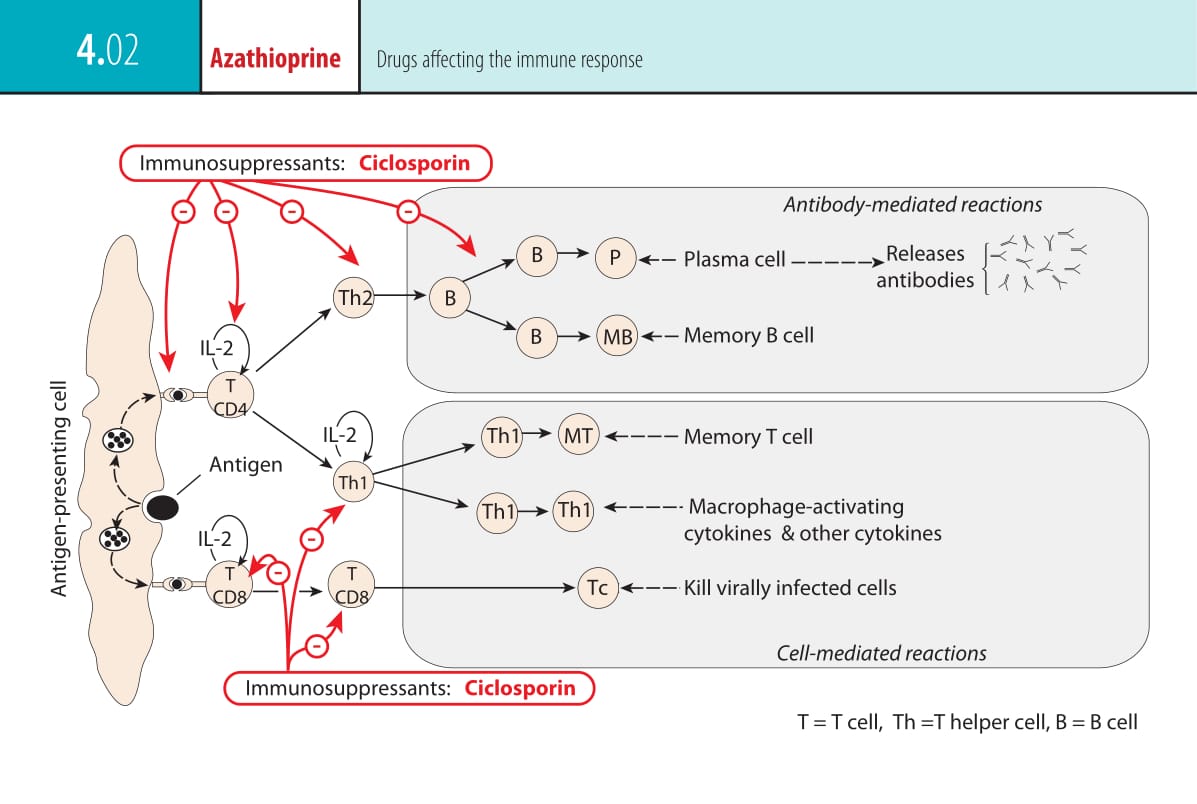 4.02
Azathioprine
Drugs affecting the immune response
Immunosuppressants: Ciclosporin
Antibody-mediated reactions
B
P
Plasma cell
Releases
antibodies
Th2
B
B
MB
Memory B cell
IL-2
T
CD4
Antigen-presenting cell
Antigen
IL-2
Th1
Th1
MT
Memory T cell
Th1
Th1
Macrophage-activating
cytokines & other cytokines
IL-2
T
CD8
T
CD8
Tc
Kill virally infected cells
Cell-mediated reactions
Immunosuppressants: Ciclosporin
T = T cell, Th =T helper cell, B = B cell